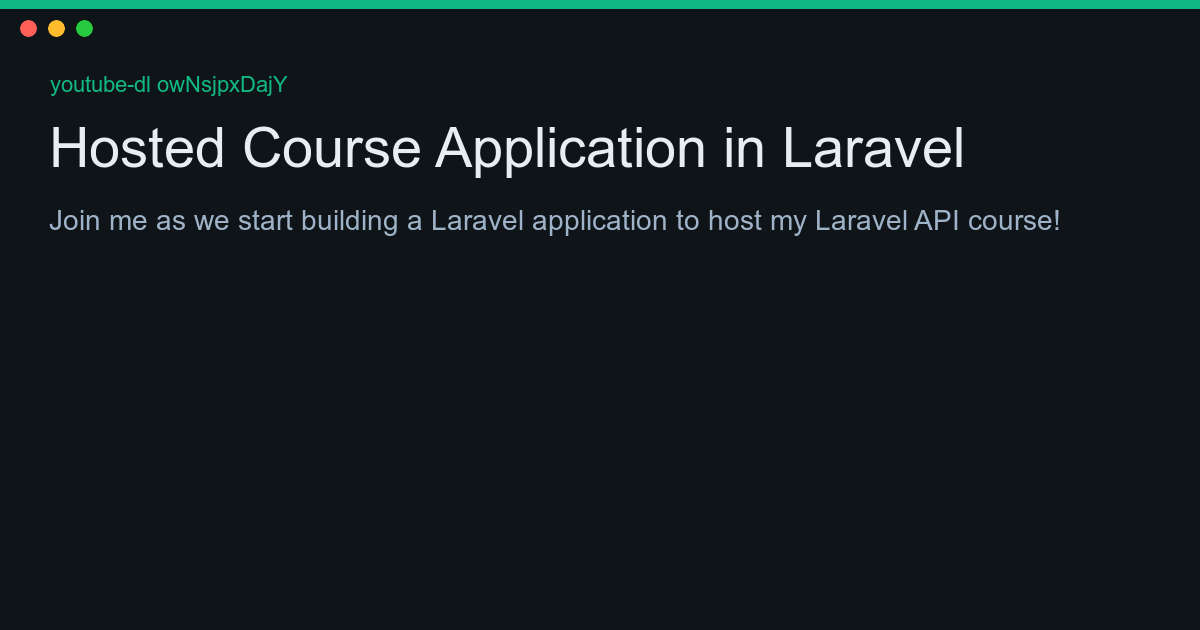 youtube-dl owNsjpxDajY
Hosted Course Application in Laravel
Join me as we start building a Laravel application to host my Laravel API course!